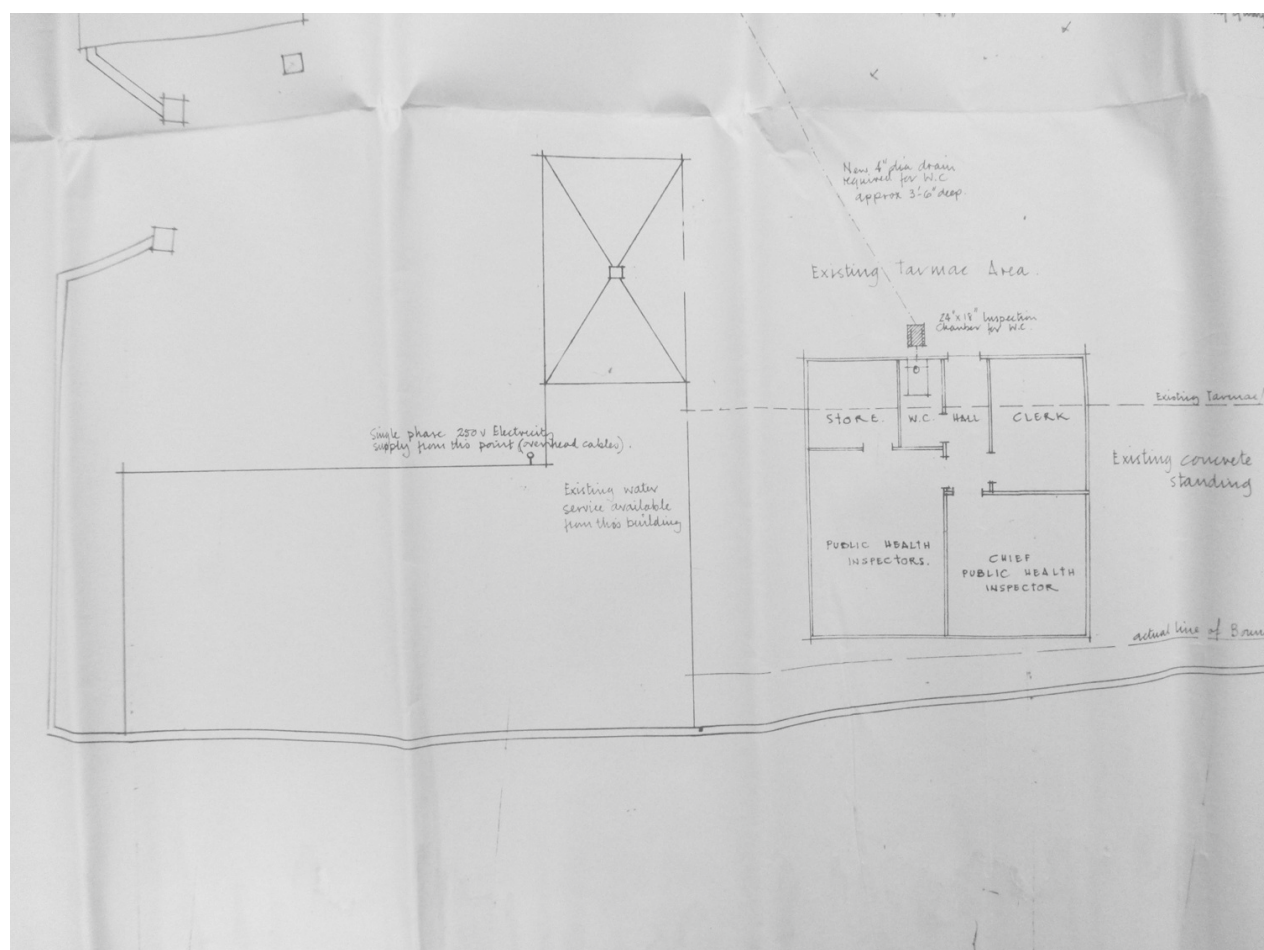 New 4" dia drain
required for W.C
approx 3'-6" deep
Existing Tarmac Area.
24"x18" Inspection
Chamber for W.C.
Existing Tarmac
STORE.
W.C.
HALL
CLERK
Single phase 250v Electricity
supply from this point (overhead cables).
Existing concrete
standing
Existing water
service available
from this building
PUBLIC HEALTH
INSPECTORS.
CHIEF
PUBLIC HEALTH
INSPECTOR
actual line of Boun